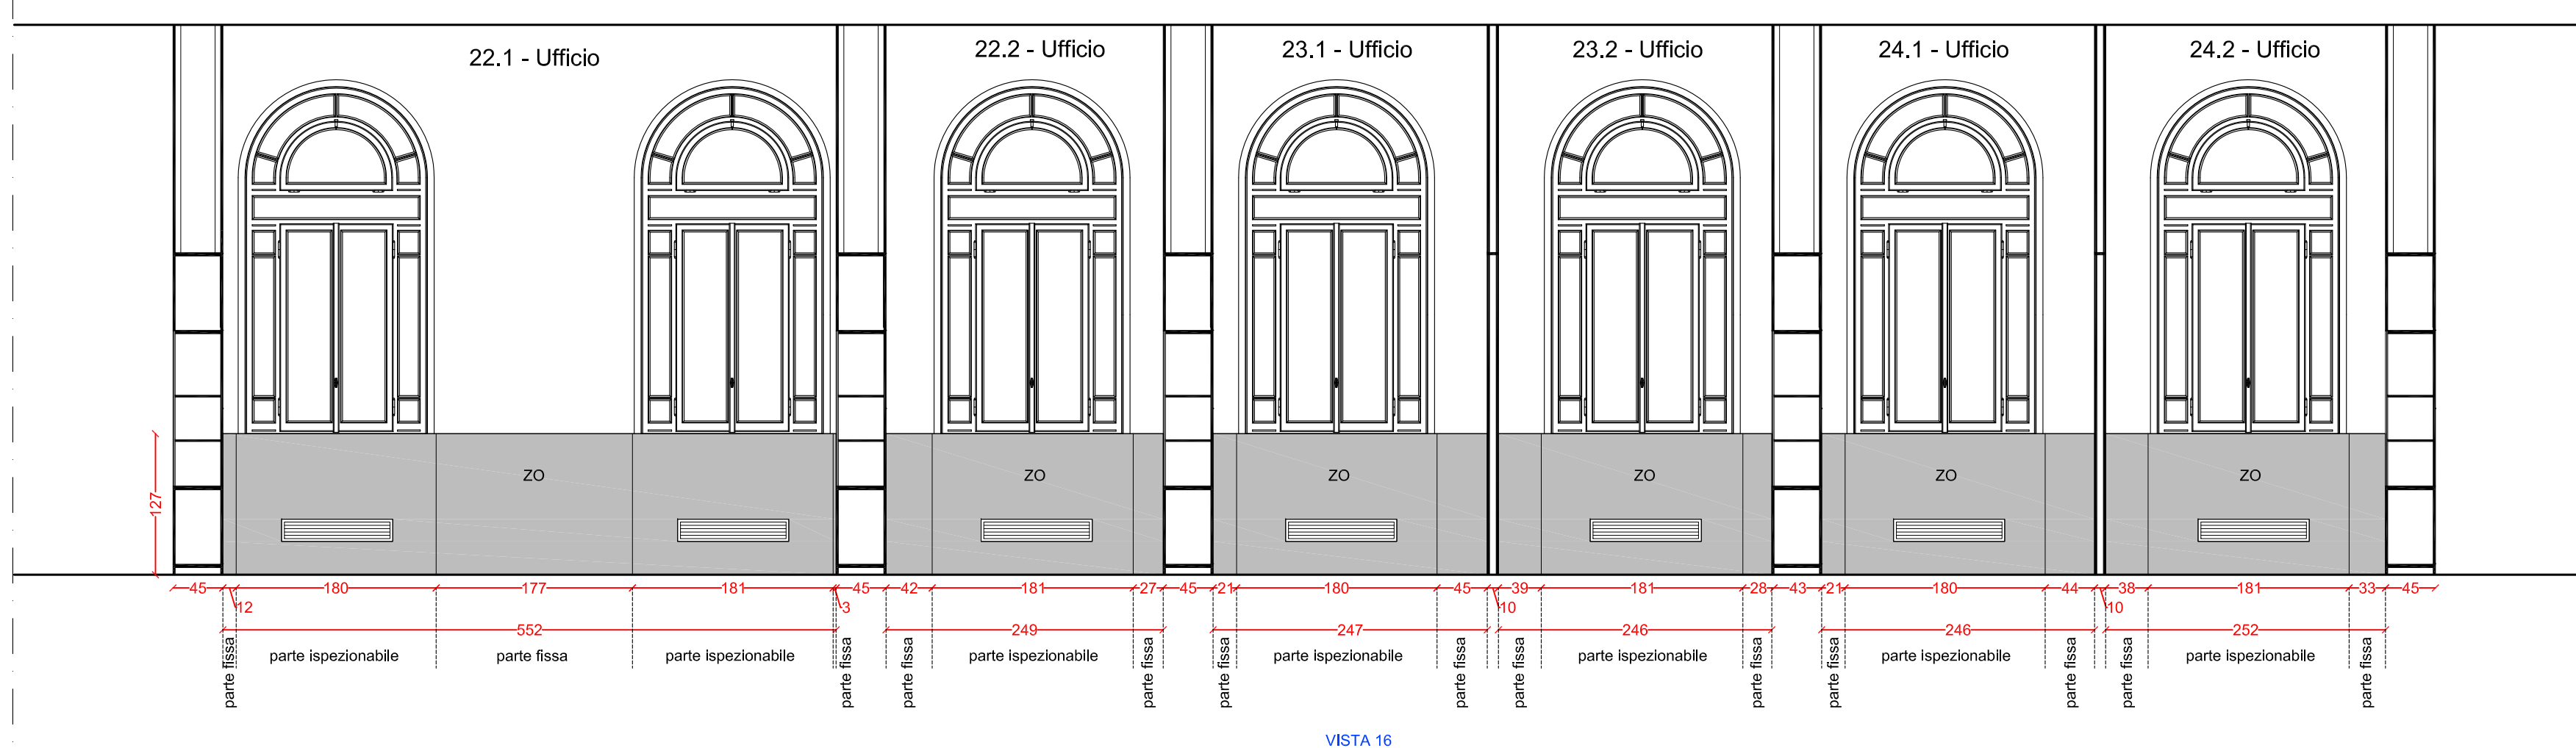 22.1 - Ufficio
22.2 - Ufficio
23.1 - Ufficio
23.2 - Ufficio
24.1 - Ufficio
24.2 - Ufficio
ZO
ZO
ZO
ZO
ZO
ZO
127
45 180 177 181 45 42 181 27 45 21 180 45 39 181 28 43 21 180 44 38 181 33 45
12 3 10 10
552 249 247 246 246 252
parte fissa
parte ispezionabile
parte fissa
parte ispezionabile
parte fissa
parte fissa
parte ispezionabile
parte fissa
parte fissa
parte ispezionabile
parte fissa
parte fissa
parte ispezionabile
parte fissa
parte fissa
parte ispezionabile
parte fissa
parte fissa
parte ispezionabile
parte fissa
VISTA 16